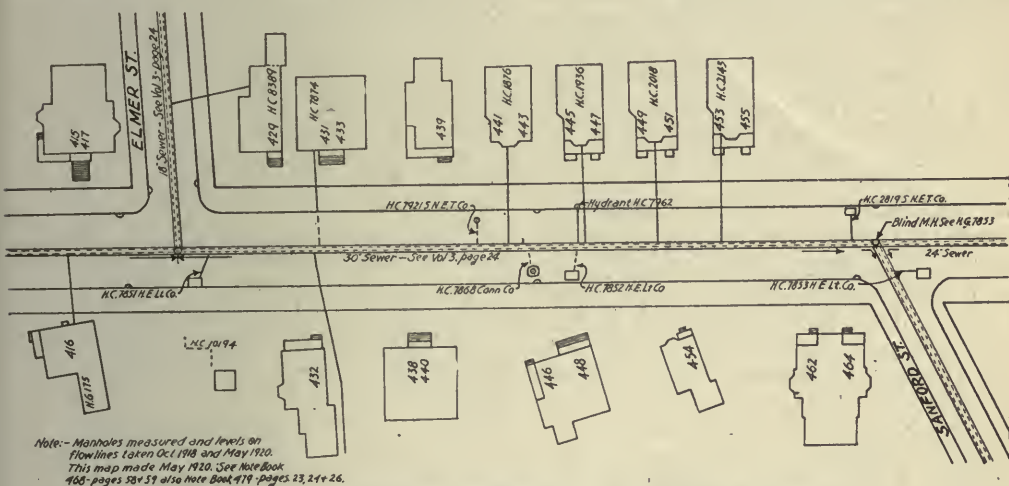 ELMER ST.
18" Sewer - See Vol 3 - page 24
415
417
429 H.C 8389
H.C 7874
431
433
439
H.C.1876
441
443
H.C.1936
445
447
H.C.2018
449
451
H.C.2143
453
455
H.C.7921 S.N.E.T. Co.
Hydrant H.C 7962
H.C 2819 S.N.E.T. Co.
Blind M.H. See H.C. 7853
30" Sewer - See Vol 3, page 24
24" Sewer
H.C. 7851 H.E. Lt. Co.
H.C. 7868 Conn Co
H.C. 7852 H.E. Lt Co
H.C. 7853 H.E. Lt. Co.
416
H.6175
H.C 10194
432
438
440
446
448
454
462
464
SANFORD ST.
Note:- Manholes measured and levels on
flowlines taken Oct 1918 and May 1920.
This map made May 1920. See Note Book
468 - pages 58 + 59 also Note Book 479 - pages 23, 24 + 26.